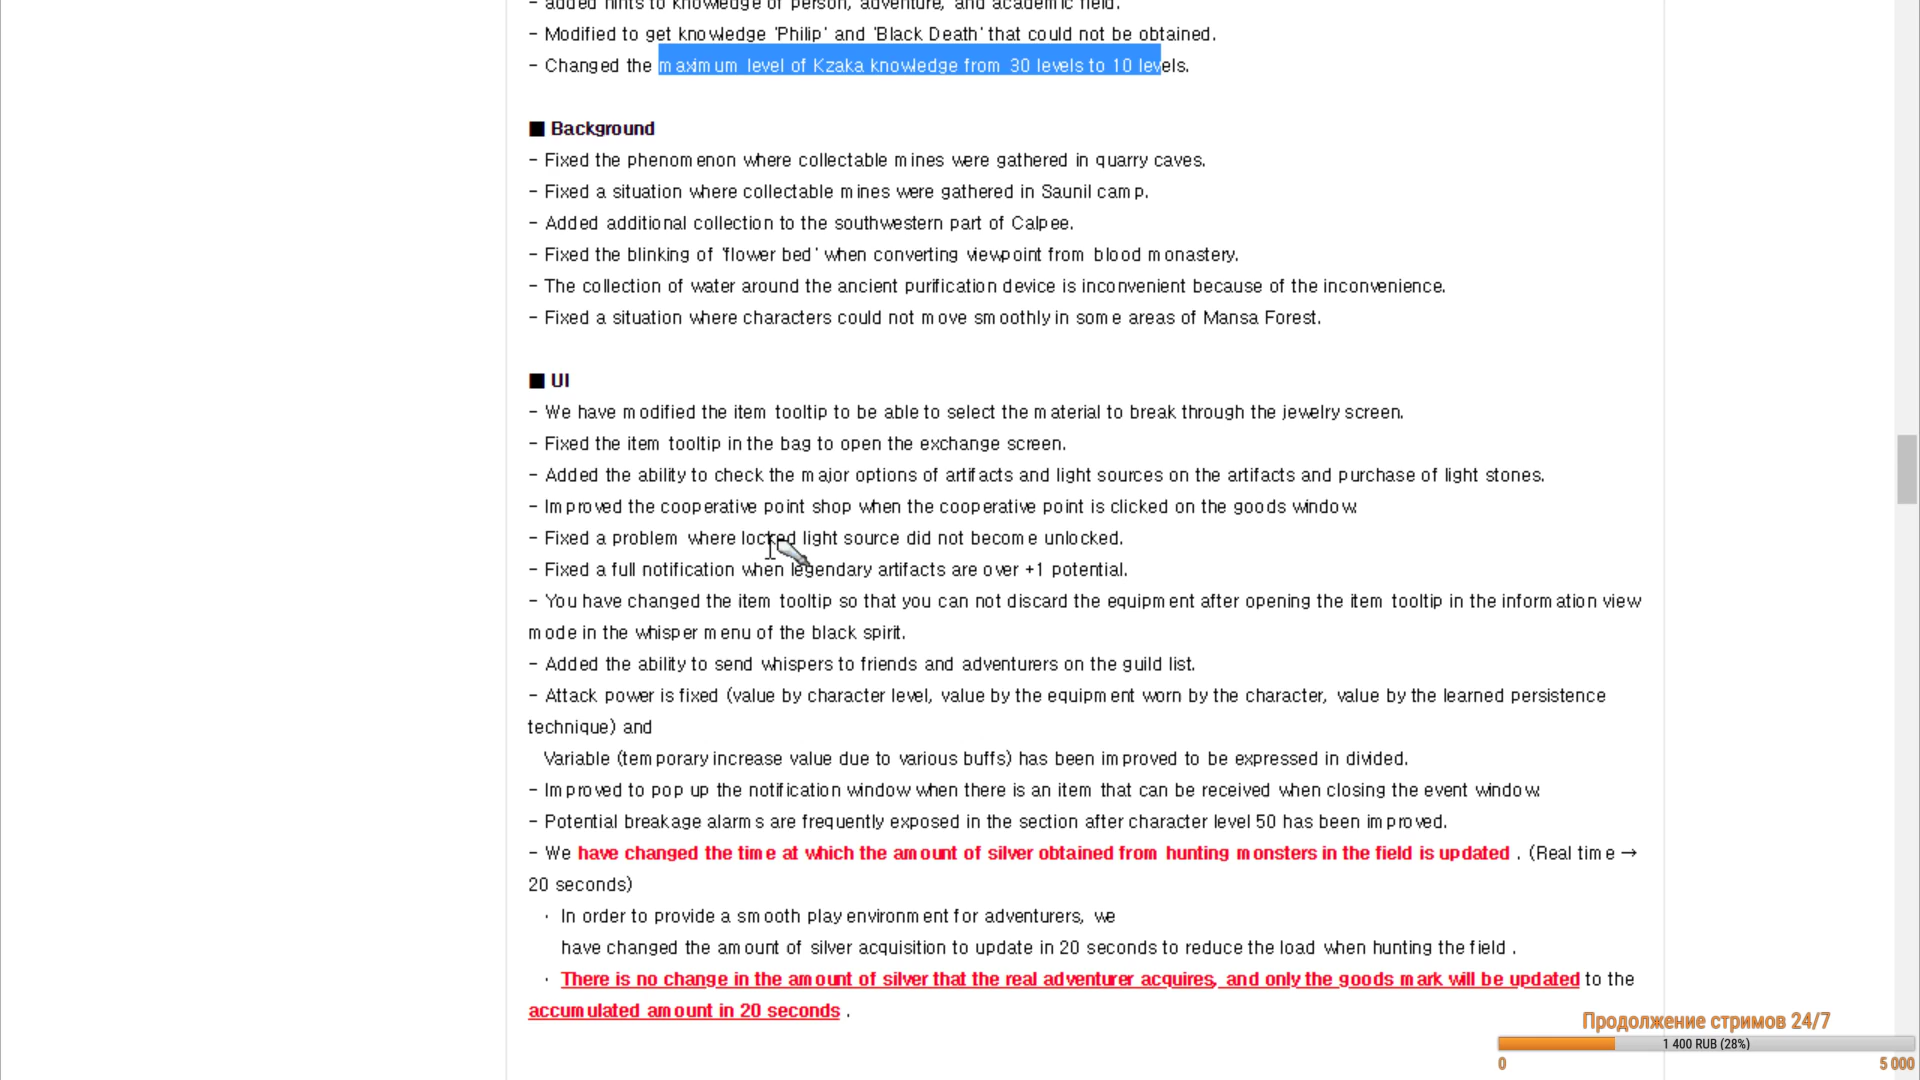 - added hints to knowledge of person, adventure, and academic field.
- Modified to get knowledge 'Philip' and 'Black Death' that could not be obtained.
- Changed the maximum level of Kzaka knowledge from 30 levels to 10 levels.
■ Background
- Fixed the phenomenon where collectable mines were gathered in quarry caves.
- Fixed a situation where collectable mines were gathered in Saunil camp.
- Added additional collection to the southwestern part of Calpee.
- Fixed the blinking of 'flower bed' when converting viewpoint from blood monastery.
- The collection of water around the ancient purification device is inconvenient because of the inconvenience.
- Fixed a situation where characters could not move smoothly in some areas of Mansa Forest.
■ UI
- We have modified the item tooltip to be able to select the material to break through the jewelry screen.
- Fixed the item tooltip in the bag to open the exchange screen.
- Added the ability to check the major options of artifacts and light sources on the artifacts and purchase of light stones.
- Improved the cooperative point shop when the cooperative point is clicked on the goods window.
- Fixed a problem where locked light source did not become unlocked.
- Fixed a full notification when legendary artifacts are over +1 potential.
- You have changed the item tooltip so that you can not discard the equipment after opening the item tooltip in the information view
mode in the whisper menu of the black spirit.
- Added the ability to send whispers to friends and adventurers on the guild list.
- Attack power is fixed (value by character level, value by the equipment worn by the character, value by the learned persistence
technique) and
Variable (temporary increase value due to various buffs) has been improved to be expressed in divided.
- Improved to pop up the notification window when there is an item that can be received when closing the event window.
- Potential breakage alarms are frequently exposed in the section after character level 50 has been improved.
- We have changed the time at which the amount of silver obtained from hunting monsters in the field is updated . (Real time →
20 seconds)
· In order to provide a smooth play environment for adventurers, we
have changed the amount of silver acquisition to update in 20 seconds to reduce the load when hunting the field .
· There is no change in the amount of silver that the real adventurer acquires, and only the goods mark will be updated to the
accumulated amount in 20 seconds .
Продолжение стримов 24/7
1 400 RUB (28%)
0 5 000